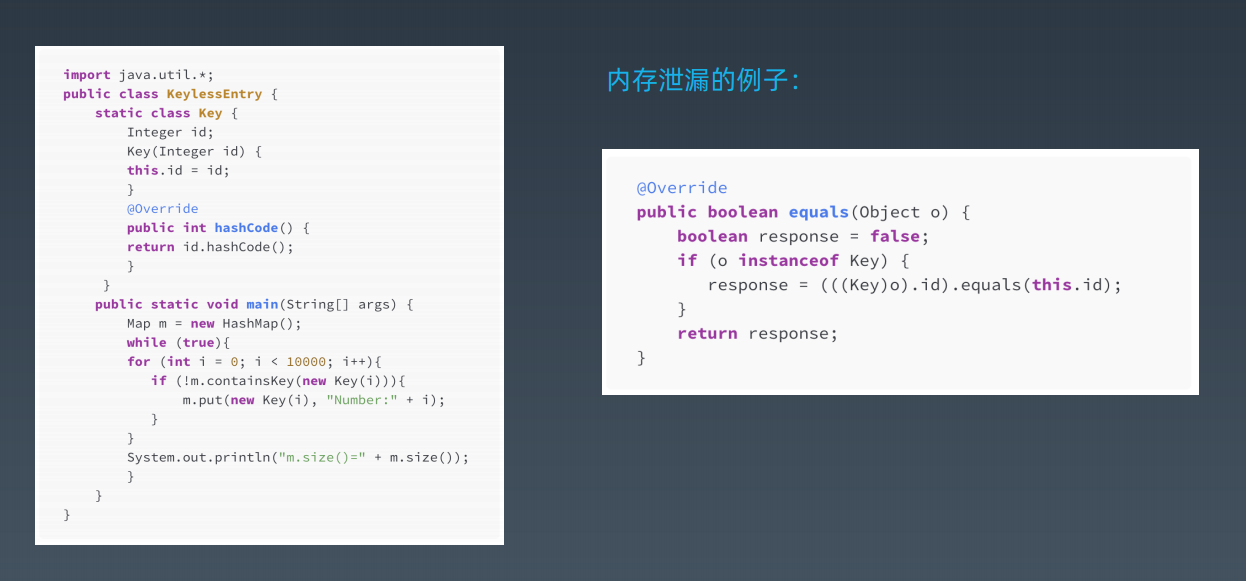 import java.util.*;
public class KeylessEntry {
    static class Key {
        Integer id;
        Key(Integer id) {
        this.id = id;
        }
        @Override
        public int hashCode() {
        return id.hashCode();
        }
     }
    public static void main(String[] args) {
        Map m = new HashMap();
        while (true){
        for (int i = 0; i < 10000; i++){
           if (!m.containsKey(new Key(i))){
               m.put(new Key(i), "Number:" + i);
           }
        }
        System.out.println("m.size()=" + m.size());
        }
    }
}
内存泄漏的例子：
@Override
public boolean equals(Object o) {
    boolean response = false;
    if (o instanceof Key) {
       response = (((Key)o).id).equals(this.id);
    }
    return response;
}